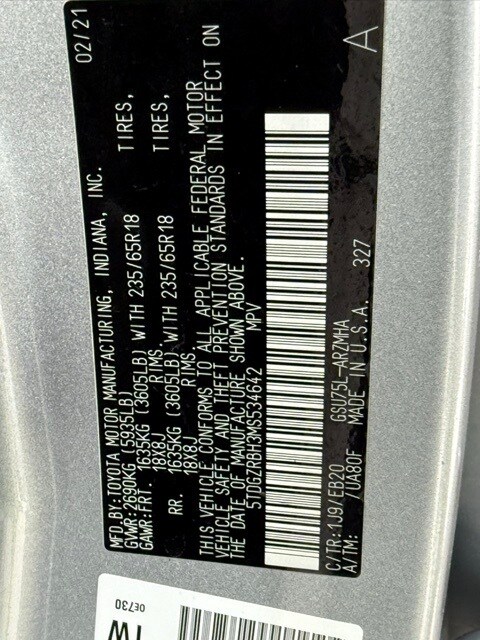 MFD.BY:TOYOTA MOTOR MANUFACTURING, INDIANA, INC. 02/21
GVWR:2690KG (5935LB)
GAWR:FRT. 1635KG (3605LB) WITH 235/65R18 TIRES,
18X8J RIMS.
RR. 1635KG (3605LB) WITH 235/65R18 TIRES,
18X8J RIMS.
THIS VEHICLE CONFORMS TO ALL APPLICABLE FEDERAL MOTOR
VEHICLE SAFETY AND THEFT PREVENTION STANDARDS IN EFFECT ON
THE DATE OF MANUFACTURE SHOWN ABOVE.
5TDGZRBH3MS534642 MPV
C/TR:1J9/EB20 GSU75L-ARZMHA A
A/TM: /UA80F MADE IN U.S.A. 327
0E730